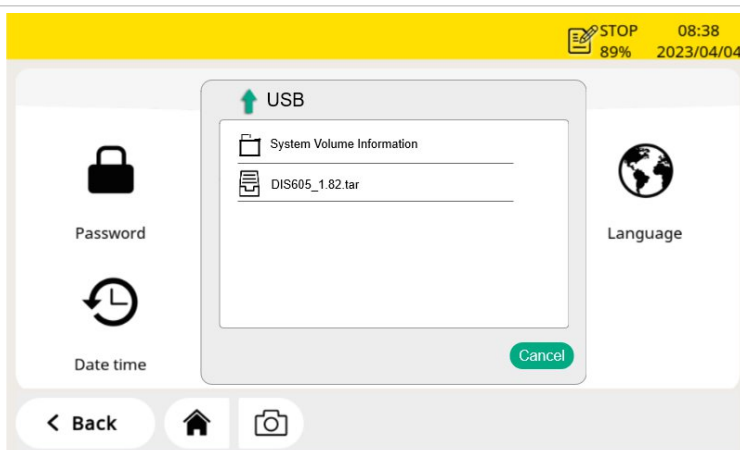 STOP 08:38
89% 2023/04/04
USB
System Volume Information
DIS605_1.82.tar
Password
Language
Date time
Cancel
< Back